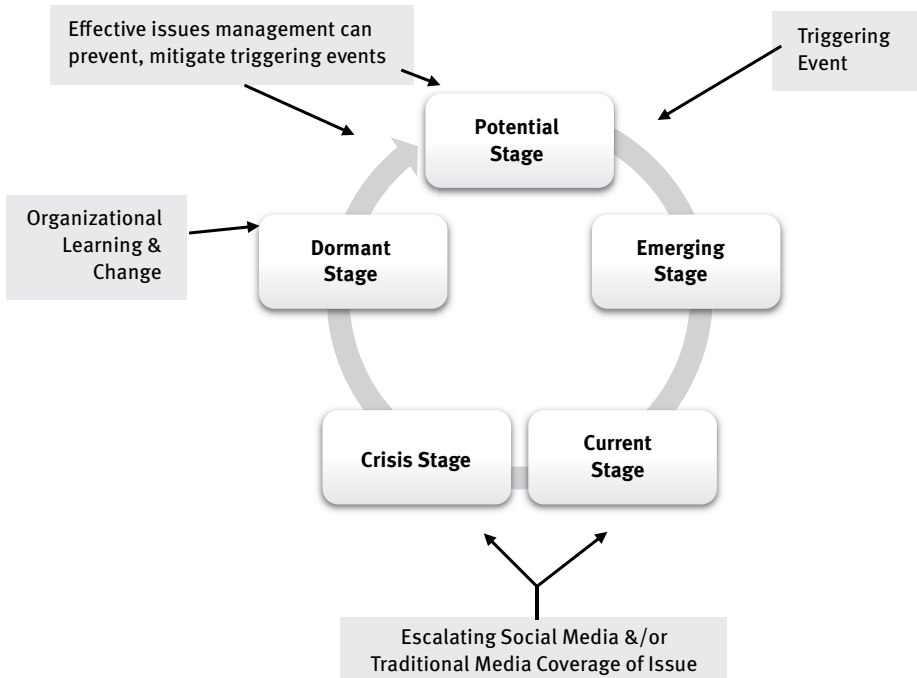 Effective issues management can
prevent, mitigate triggering events
Triggering
Event
Potential
Stage
Organizational
Learning &
Change
Dormant
Stage
Emerging
Stage
Crisis Stage
Current
Stage
Escalating Social Media &/or
Traditional Media Coverage of Issue